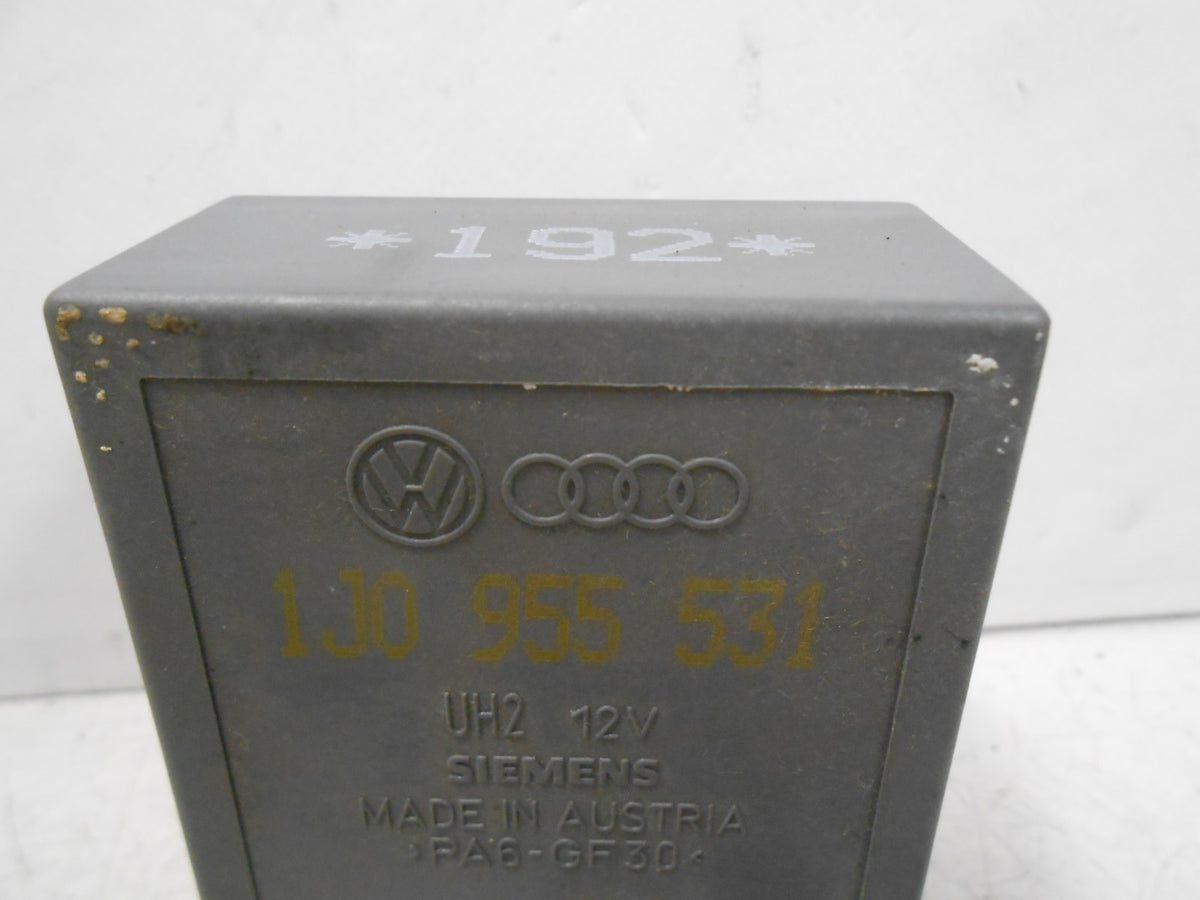 *192*
1J0 955 531
UH2 12V
SIEMENS
MADE IN AUSTRIA
>PA6-GF30<